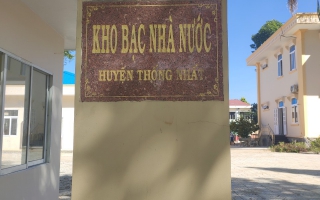 KHO BẠC NHÀ NƯỚC
HUYỆN THỐNG NHẤT